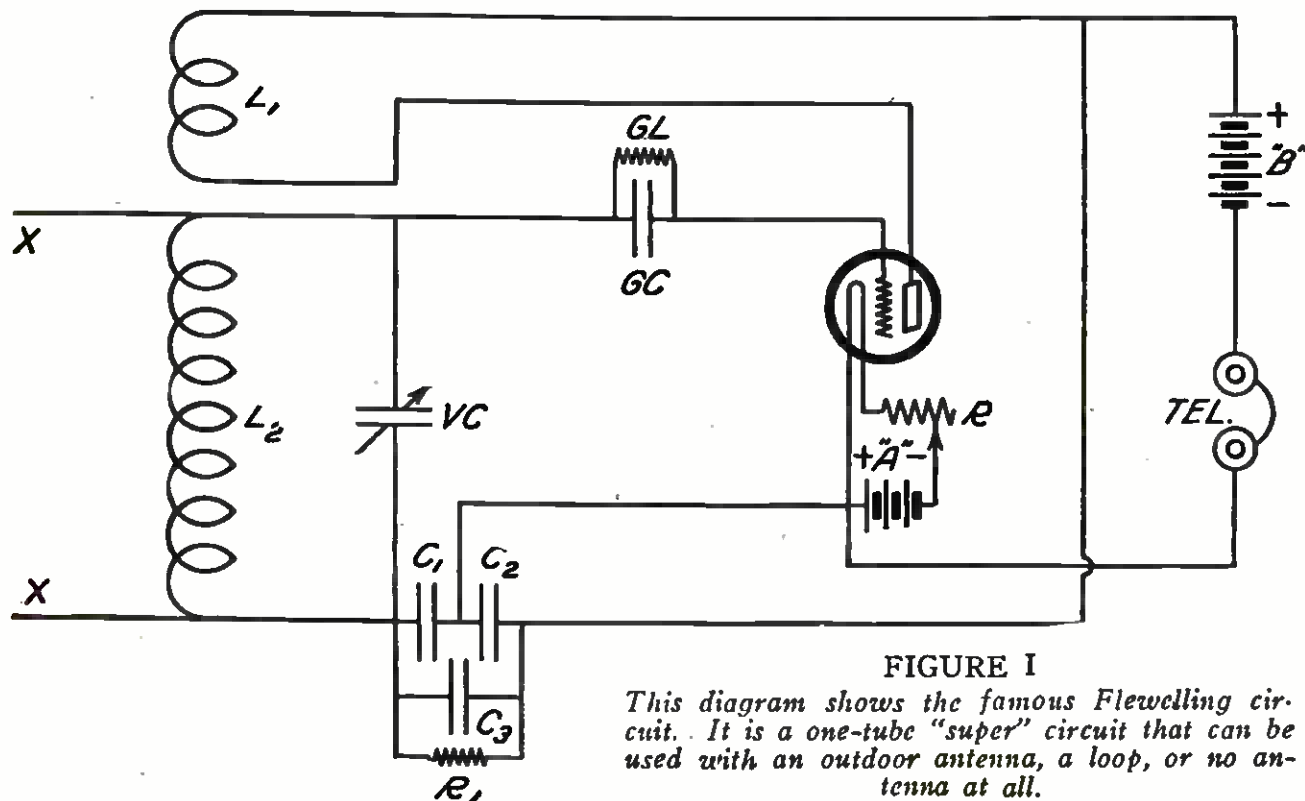 L1
GL
+
"B"
-
X
GC
L2
VC
R
TEL.
+"A"-
C1
C2
X
C3
R1
FIGURE I
This diagram shows the famous Flewelling cir-
cuit. It is a one-tube "super" circuit that can be
used with an outdoor antenna, a loop, or no an-
tenna at all.